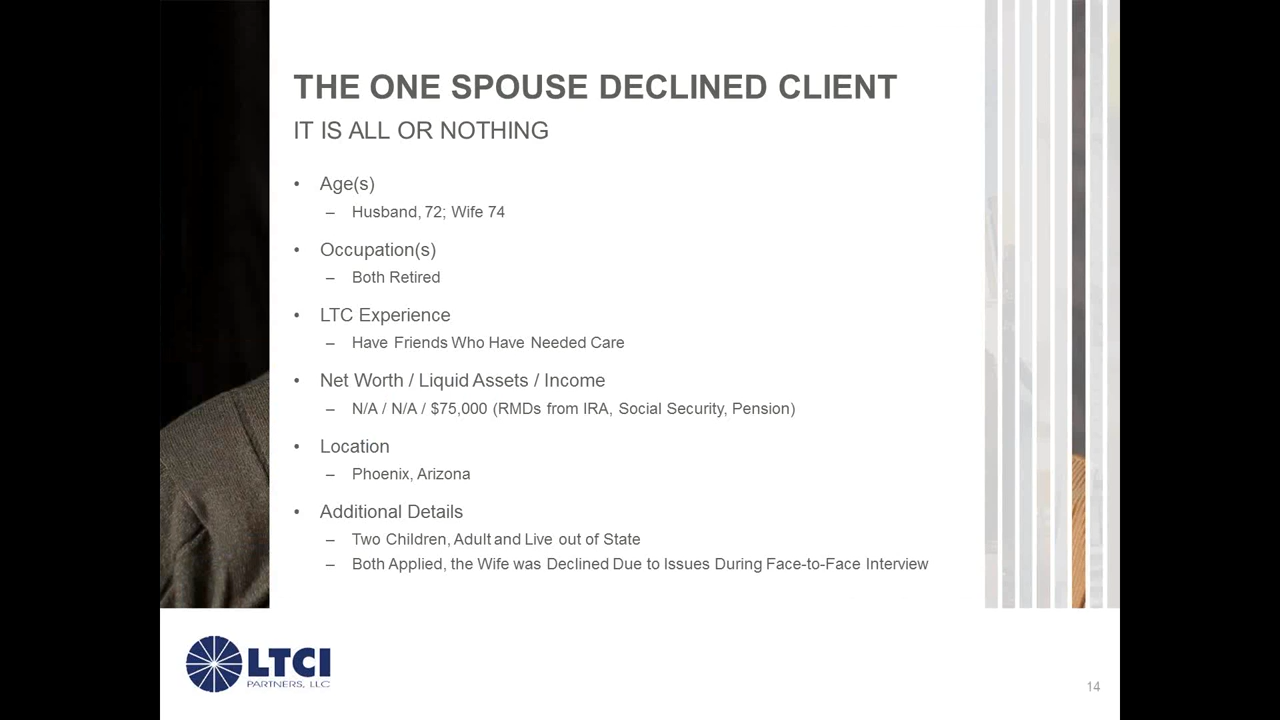 THE ONE SPOUSE DECLINED CLIENT
IT IS ALL OR NOTHING
• Age(s)
– Husband, 72; Wife 74
• Occupation(s)
– Both Retired
• LTC Experience
– Have Friends Who Have Needed Care
• Net Worth / Liquid Assets / Income
– N/A / N/A / $75,000 (RMDs from IRA, Social Security, Pension)
• Location
– Phoenix, Arizona
• Additional Details
– Two Children, Adult and Live out of State
– Both Applied, the Wife was Declined Due to Issues During Face-to-Face Interview
LTCI
PARTNERS, LLC
14